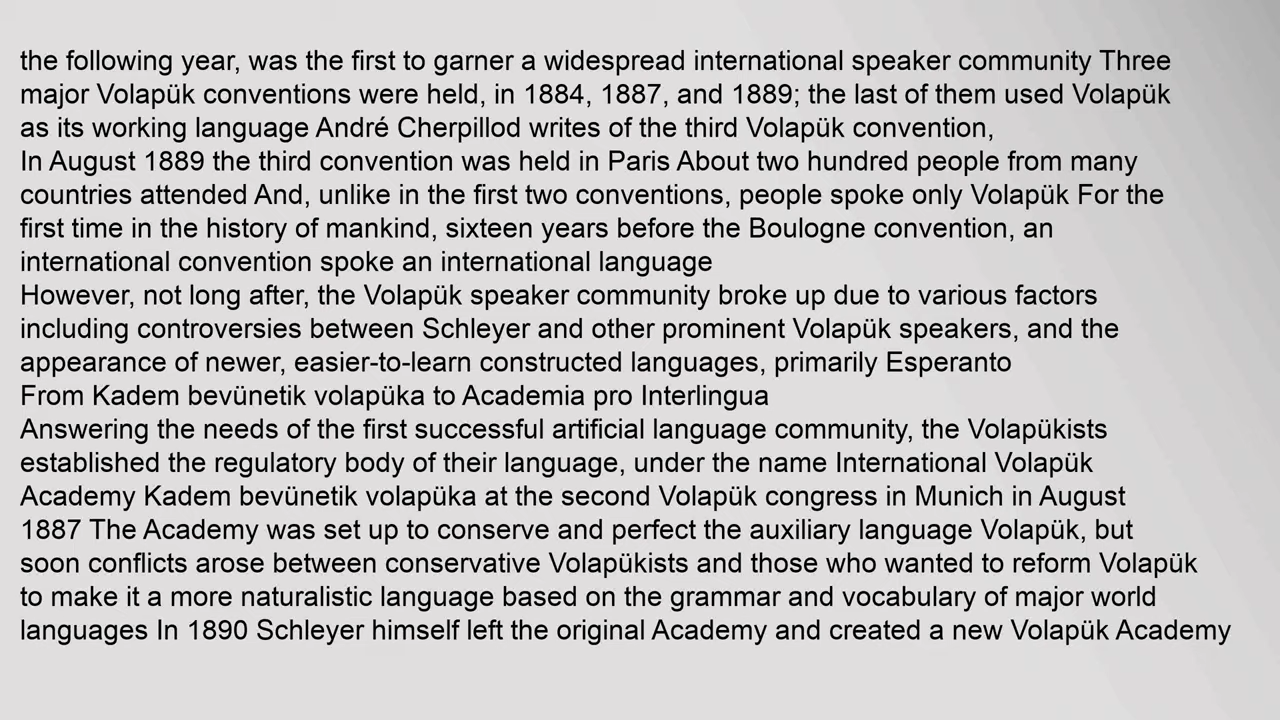 the following year, was the first to garner a widespread international speaker community Three
major Volapük conventions were held, in 1884, 1887, and 1889; the last of them used Volapük
as its working language André Cherpillod writes of the third Volapük convention,
In August 1889 the third convention was held in Paris About two hundred people from many
countries attended And, unlike in the first two conventions, people spoke only Volapük For the
first time in the history of mankind, sixteen years before the Boulogne convention, an
international convention spoke an international language
However, not long after, the Volapük speaker community broke up due to various factors
including controversies between Schleyer and other prominent Volapük speakers, and the
appearance of newer, easier-to-learn constructed languages, primarily Esperanto
From Kadem bevünetik volapüka to Academia pro Interlingua
Answering the needs of the first successful artificial language community, the Volapükists
established the regulatory body of their language, under the name International Volapük
Academy Kadem bevünetik volapüka at the second Volapük congress in Munich in August
1887 The Academy was set up to conserve and perfect the auxiliary language Volapük, but
soon conflicts arose between conservative Volapükists and those who wanted to reform Volapük
to make it a more naturalistic language based on the grammar and vocabulary of major world
languages In 1890 Schleyer himself left the original Academy and created a new Volapük Academy